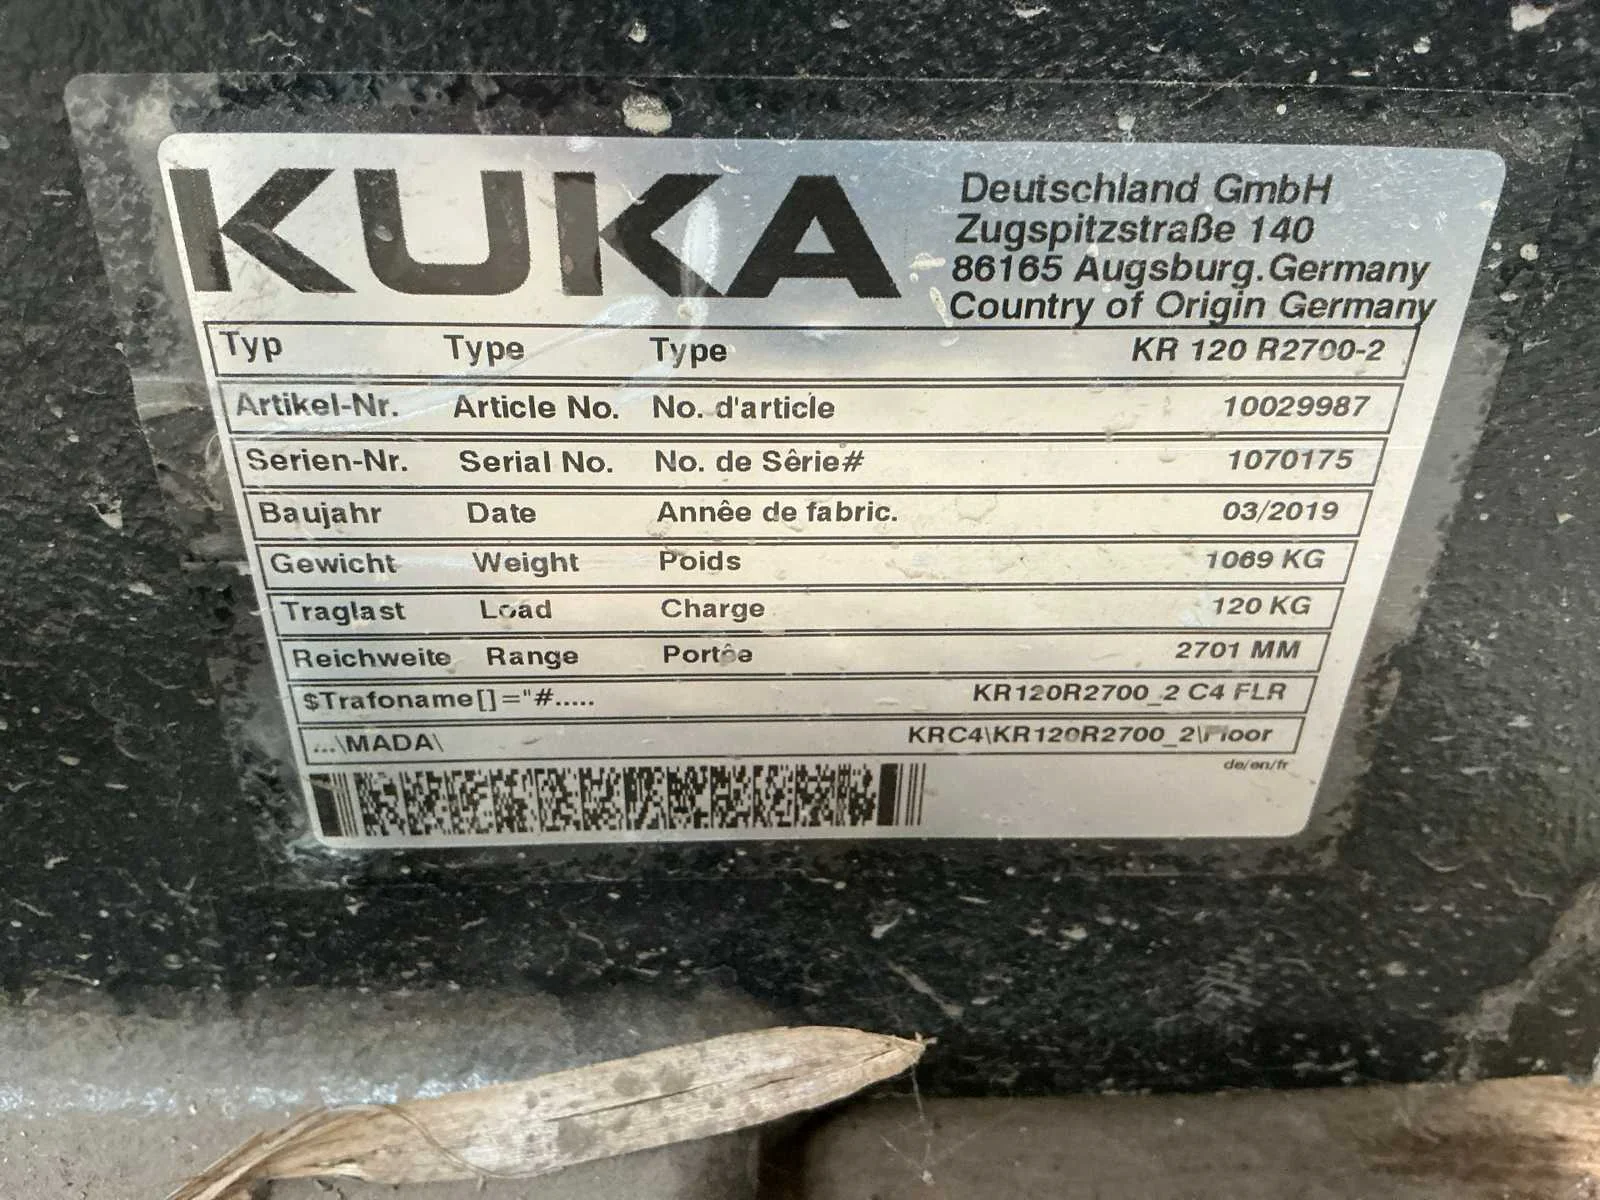 KUKA
Deutschland GmbH
Zugspitzstraße 140
86165 Augsburg.Germany
Country of Origin Germany
Typ Type Type KR 120 R2700-2
Artikel-Nr. Article No. No. d'article 10029987
Serien-Nr. Serial No. No. de Sêrie# 1070175
Baujahr Date Annêe de fabric. 03/2019
Gewicht Weight Poids 1069 KG
Traglast Load Charge 120 KG
Reichweite Range Portêe 2701 MM
$Trafoname[]="#..... KR120R2700_2 C4 FLR
...\MADA\ KRC4\KR120R2700_2\Floor
de/en/fr